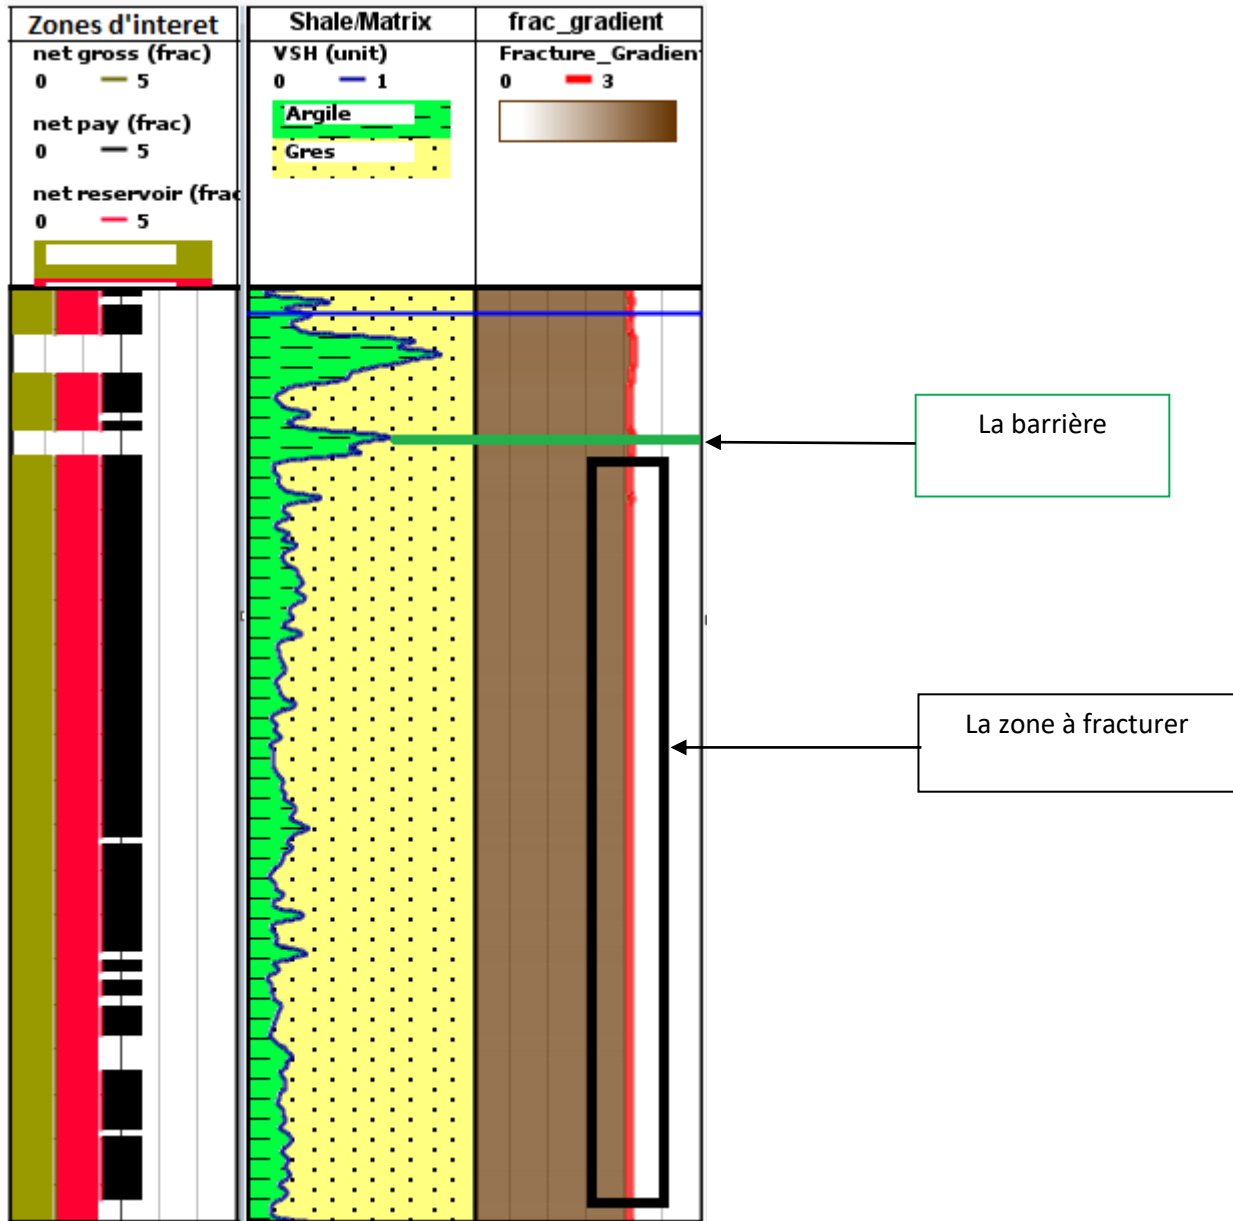 Zones d'interet
net gross (frac)
0 5
net pay (frac)
0 5
net reservoir (frac
0 5
Shale/Matrix
VSH (unit)
0 1
Argile
Gres
frac_gradient
Fracture_Gradien
0 3
La barrière
La zone à fracturer